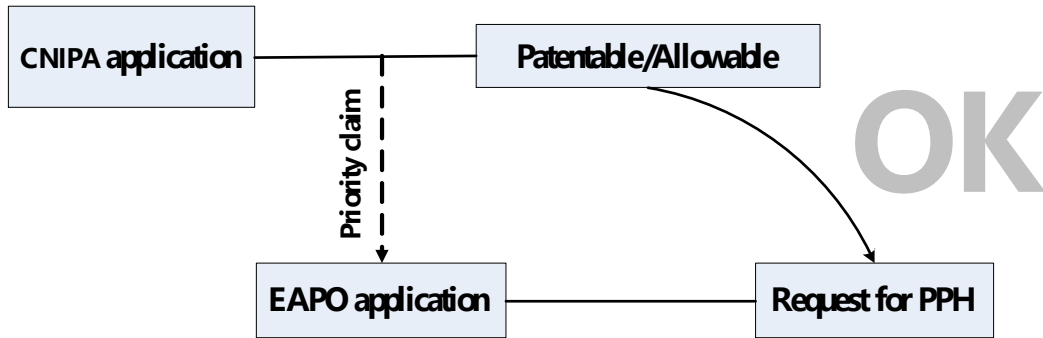 CNIPA application
Patentable/Allowable
OK
Priority claim
EAPO application
Request for PPH